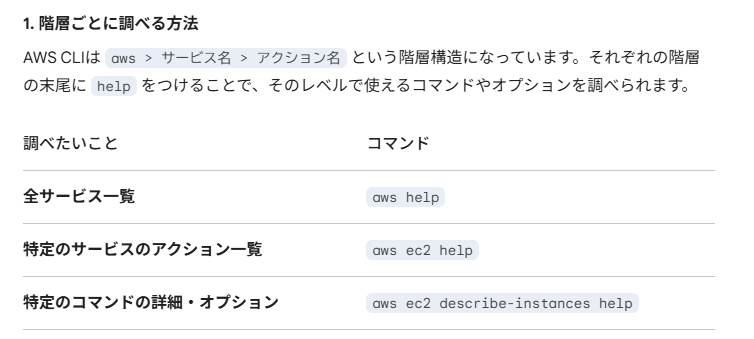 1. 階層ごとに調べる方法
AWS CLIは aws > サービス名 > アクション名 という階層構造になっています。それぞれの階層
の末尾に help をつけることで、そのレベルで使えるコマンドやオプションを調べられます。
調べたいこと コマンド
全サービス一覧 aws help
特定のサービスのアクション一覧 aws ec2 help
特定のコマンドの詳細・オプション aws ec2 describe-instances help